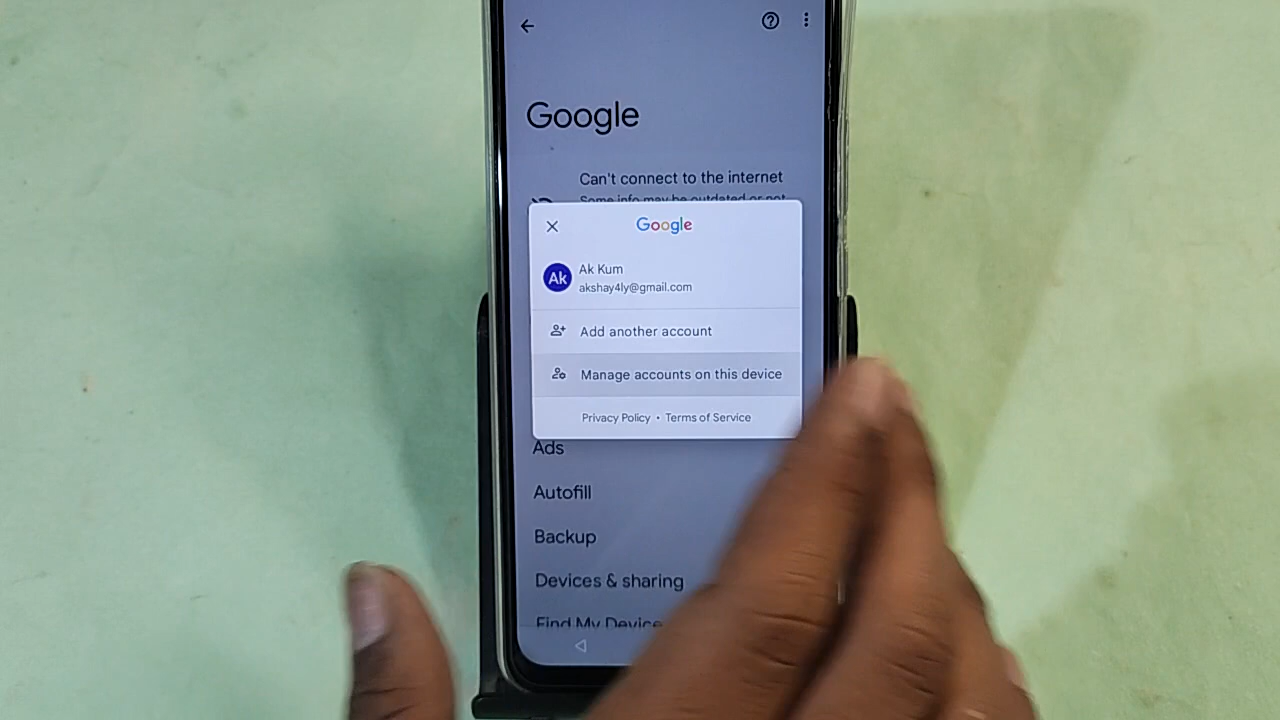 Google
Can't connect to the internet
Some info may be outdated or not
Google
Ak
Ak Kum
akshay4ly@gmail.com
Add another account
Manage accounts on this device
Privacy Policy • Terms of Service
Ads
Autofill
Backup
Devices & sharing
Find My Device